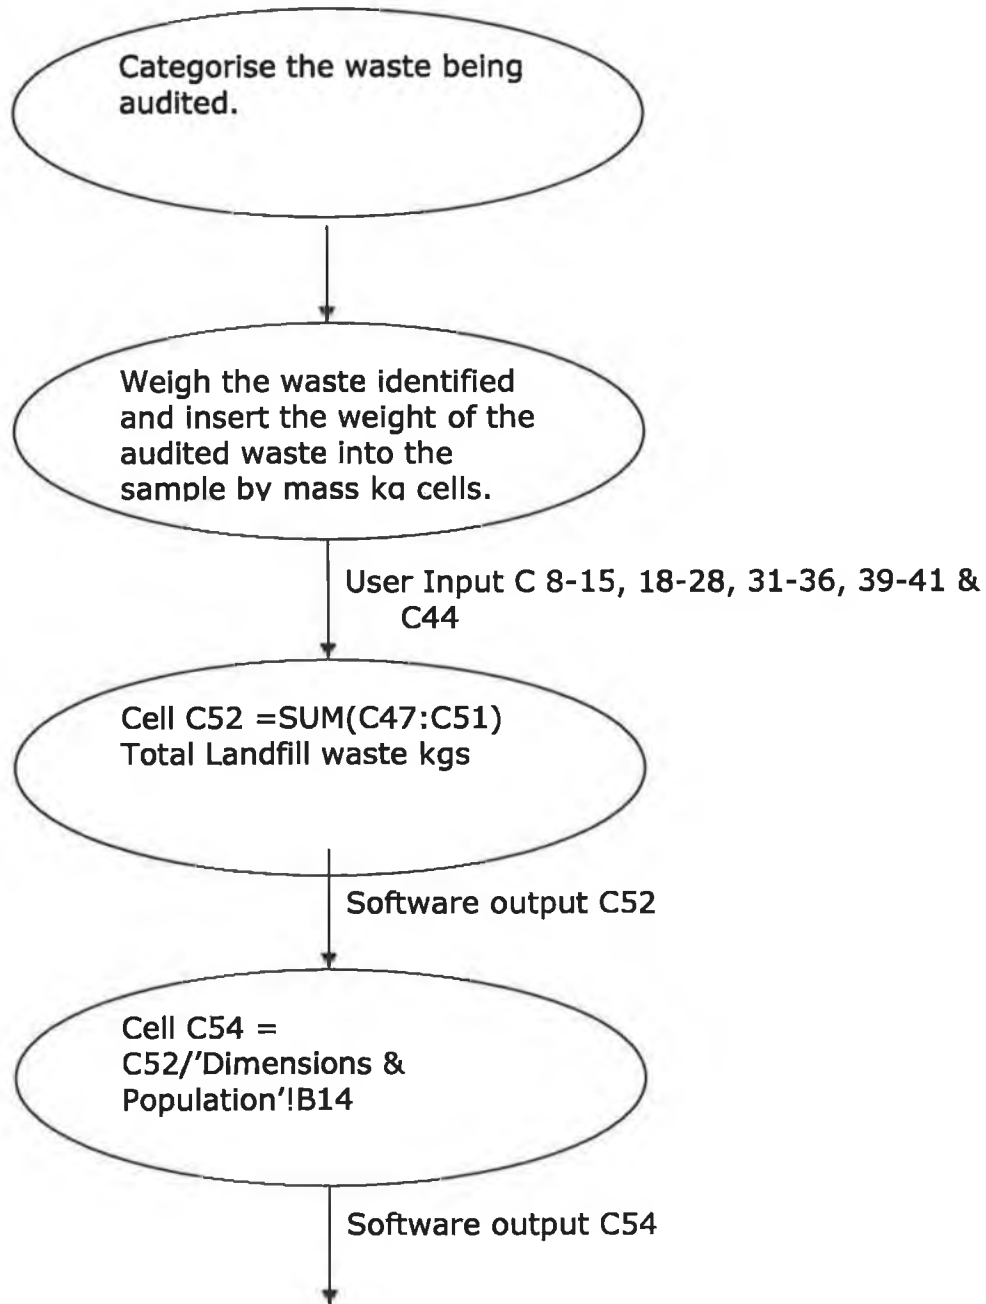 Categorise the waste being
audited.
Weigh the waste identified
and insert the weight of the
audited waste into the
sample by mass kg cells.
User Input C 8-15, 18-28, 31-36, 39-41 &
C44
Cell C52 =SUM(C47:C51)
Total Landfill waste kgs
Software output C52
Cell C54 =
C52/'Dimensions &
Population'!B14
Software output C54